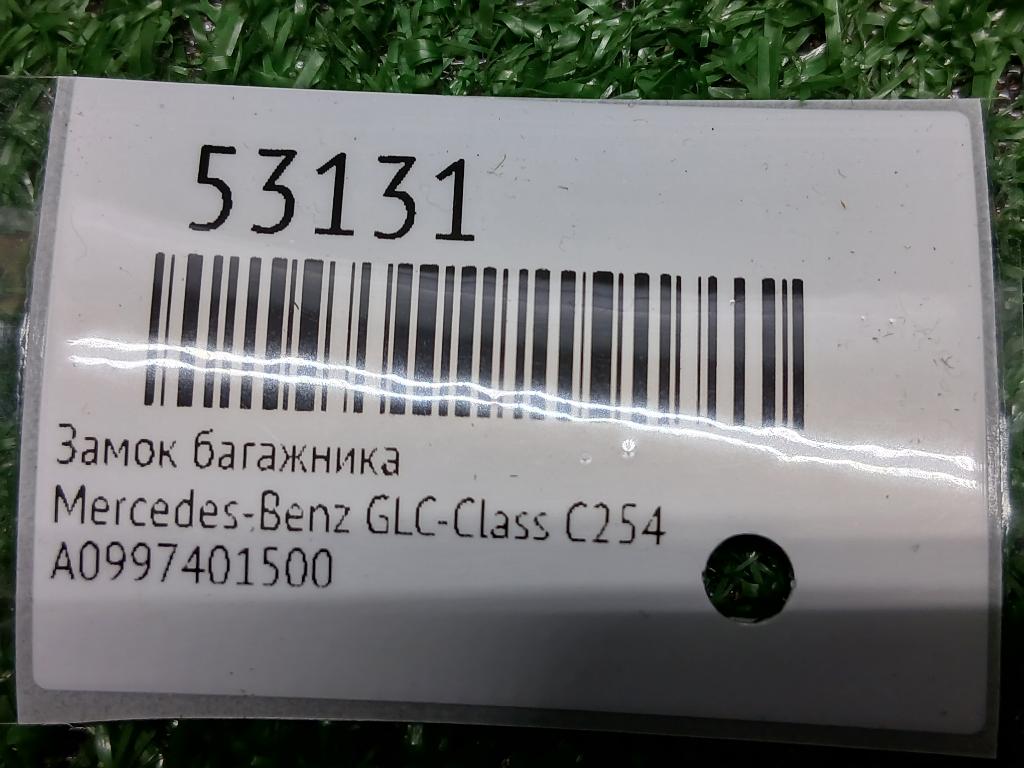 53131
Замок багажника
Mercedes-Benz GLC-Class C254
A0997401500